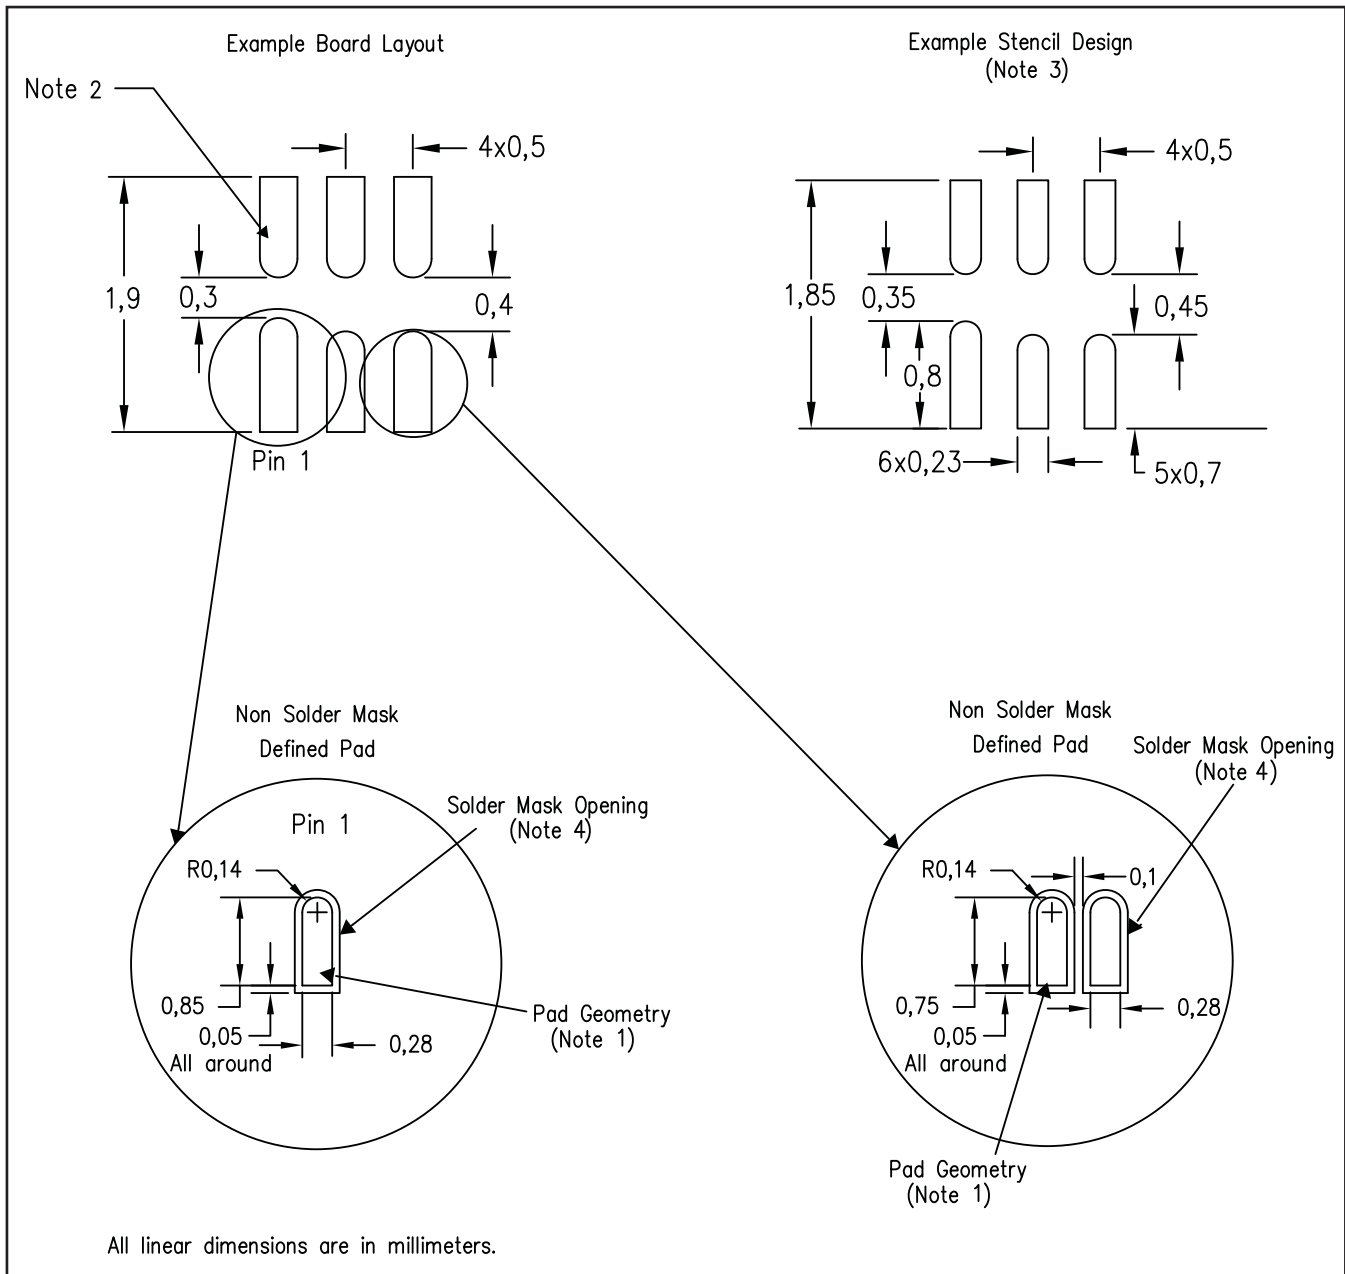 Example Board Layout
Note 2
4x0,5
1,9
0,3
0,4
Pin 1
Example Stencil Design
(Note 3)
4x0,5
1,85
0,35
0,45
0,8
6x0,23
5x0,7
Non Solder Mask
Defined Pad
Pin 1
Solder Mask Opening
(Note 4)
R0,14
0,85
0,05
All around
0,28
Pad Geometry
(Note 1)
Non Solder Mask
Defined Pad
Solder Mask Opening
(Note 4)
R0,14
0,1
0,75
0,05
All around
0,28
Pad Geometry
(Note 1)
All linear dimensions are in millimeters.